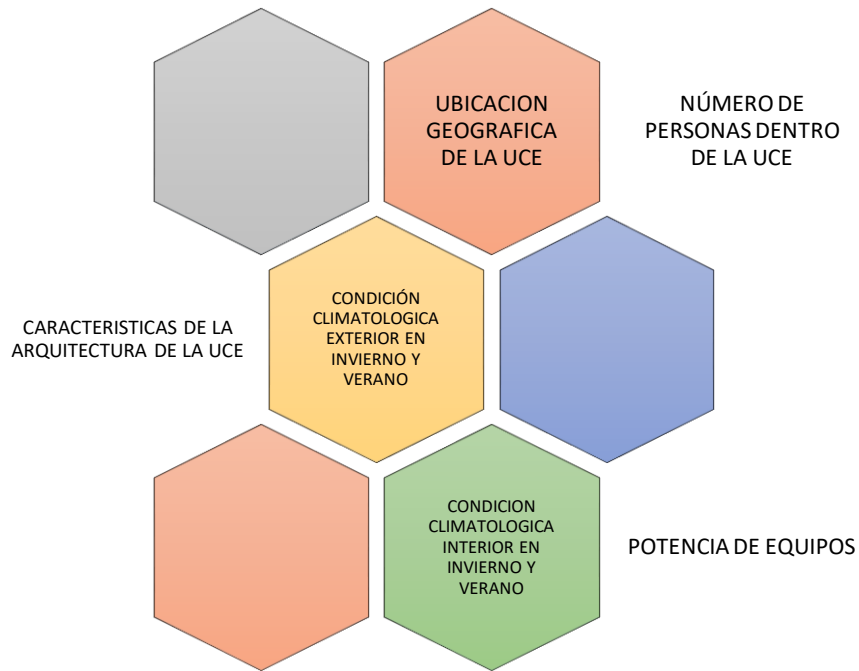 UBICACION
GEOGRAFICA
DE LA UCE
NÚMERO DE
PERSONAS DENTRO
DE LA UCE
CARACTERISTICAS DE LA
ARQUITECTURA DE LA UCE
CONDICIÓN
CLIMATOLOGICA
EXTERIOR EN
INVIERNO Y
VERANO
CONDICION
CLIMATOLOGICA
INTERIOR EN
INVIERNO Y
VERANO
POTENCIA DE EQUIPOS